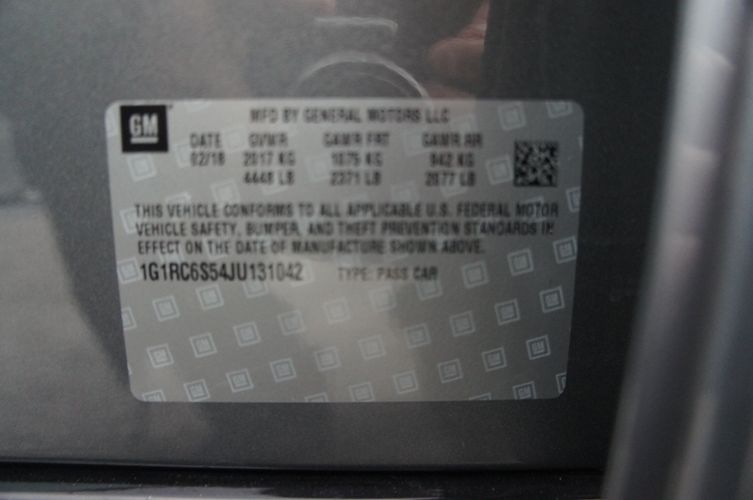 GM MFD BY GENERAL MOTORS LLC
DATE GVWR GAWR FRT GAWR RR
02/18 2017 KG 1075 KG 942 KG
4448 LB 2371 LB 2077 LB
THIS VEHICLE CONFORMS TO ALL APPLICABLE U.S. FEDERAL MOTOR
VEHICLE SAFETY, BUMPER, AND THEFT PREVENTION STANDARDS IN
EFFECT ON THE DATE OF MANUFACTURE SHOWN ABOVE.
1G1RC6S54JU131042 TYPE: PASS CAR